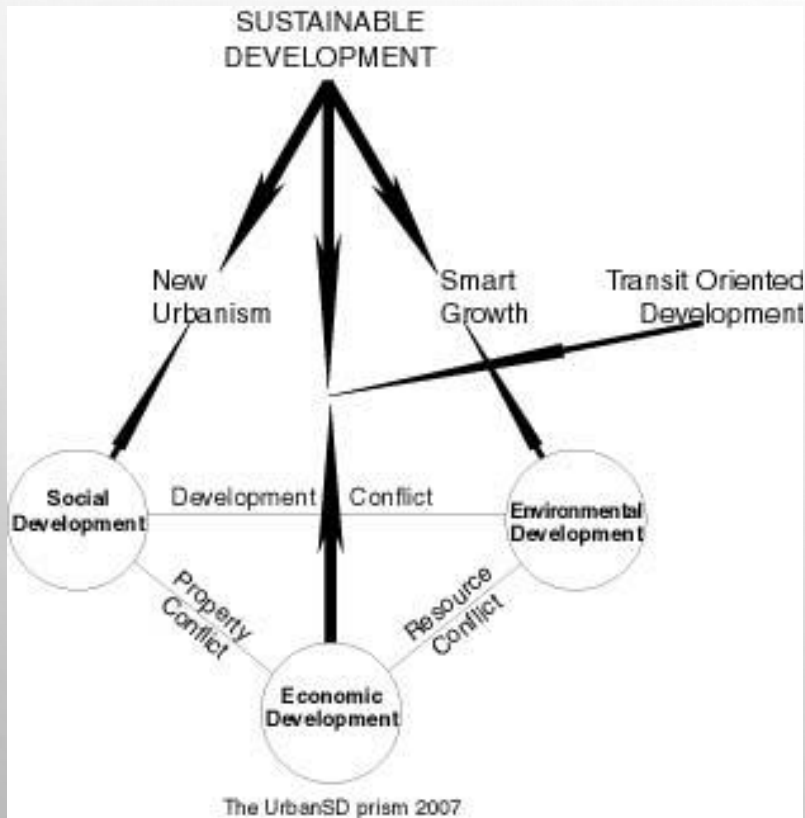 SUSTAINABLE
DEVELOPMENT
New
Urbanism
Smart
Growth
Transit Oriented
Development
Social
Development
Development Conflict
Environmental
Development
Property
Conflict
Resource
Conflict
Economic
Development
The UrbanSD prism 2007